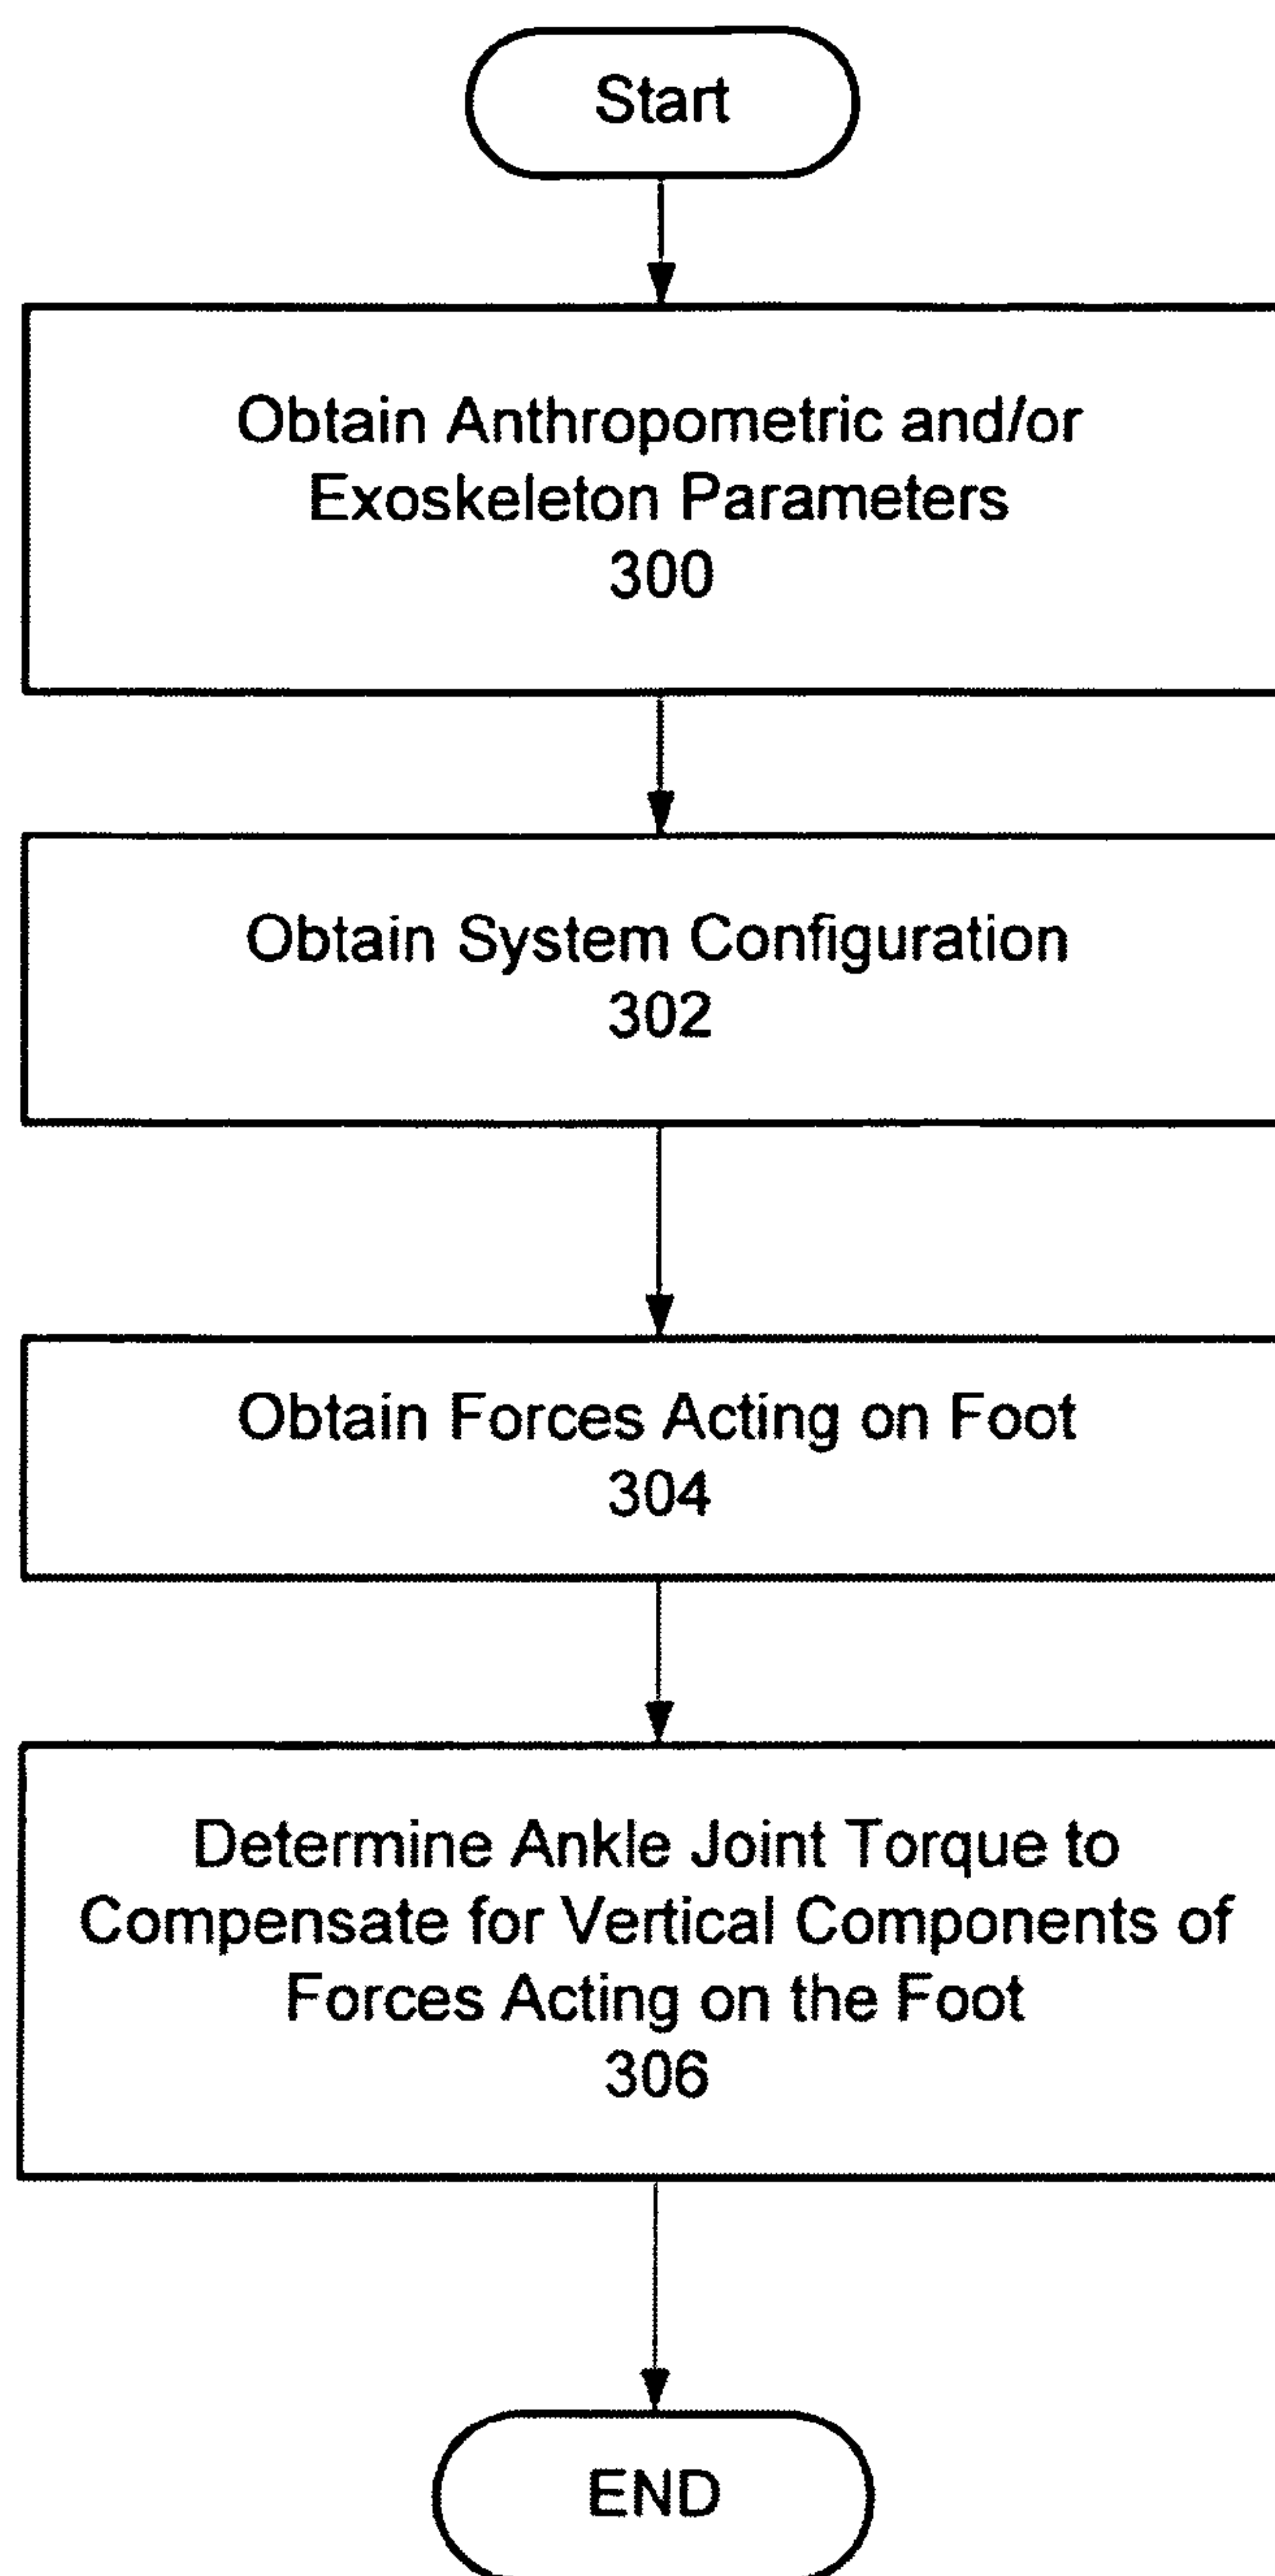 Start
Obtain Anthropometric and/or
Exoskeleton Parameters
300
Obtain System Configuration
302
Obtain Forces Acting on Foot
304
Determine Ankle Joint Torque to
Compensate for Vertical Components of
Forces Acting on the Foot
306
END